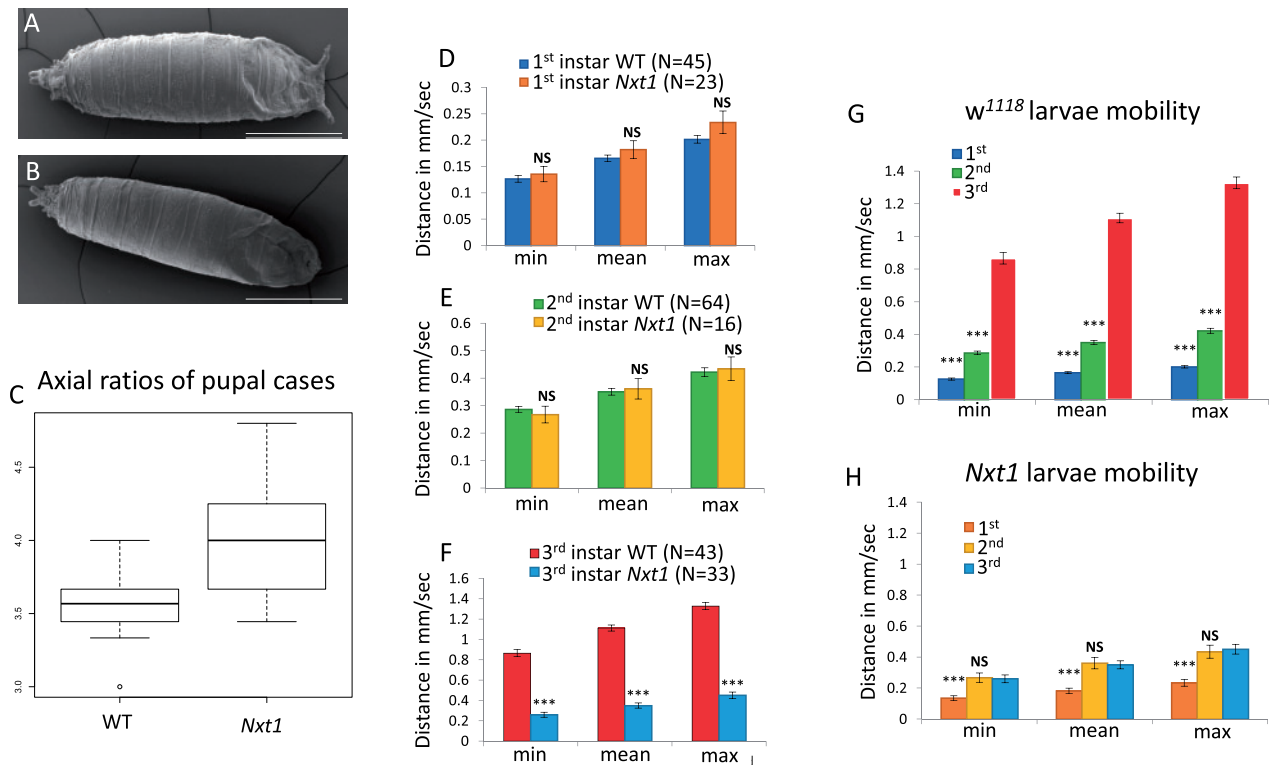 A
B
C
Axial ratios of pupal cases
4.5
4.0
3.5
3.0
WT
Nxt1
D
1st instar WT (N=45)
1st instar Nxt1 (N=23)
Distance in mm/sec
0.3
0.25
0.2
0.15
0.1
0.05
0
NS
NS
NS
min
mean
max
E
2nd instar WT (N=64)
2nd instar Nxt1 (N=16)
Distance in mm/sec
0.6
0.5
0.4
0.3
0.2
0.1
0
NS
NS
NS
min
mean
max
F
3rd instar WT (N=43)
3rd instar Nxt1 (N=33)
Distance in mm/sec
1.6
1.4
1.2
1
0.8
0.6
0.4
0.2
0
***
***
***
min
mean
max
G
w1118 larvae mobility
1st
2nd
3rd
Distance in mm/sec
1.4
1.2
1
0.8
0.6
0.4
0.2
0
*** ***
*** ***
*** ***
min
mean
max
H
Nxt1 larvae mobility
1st
2nd
3rd
Distance in mm/sec
1.4
1.2
1
0.8
0.6
0.4
0.2
0
*** NS
*** NS
*** NS
min
mean
max